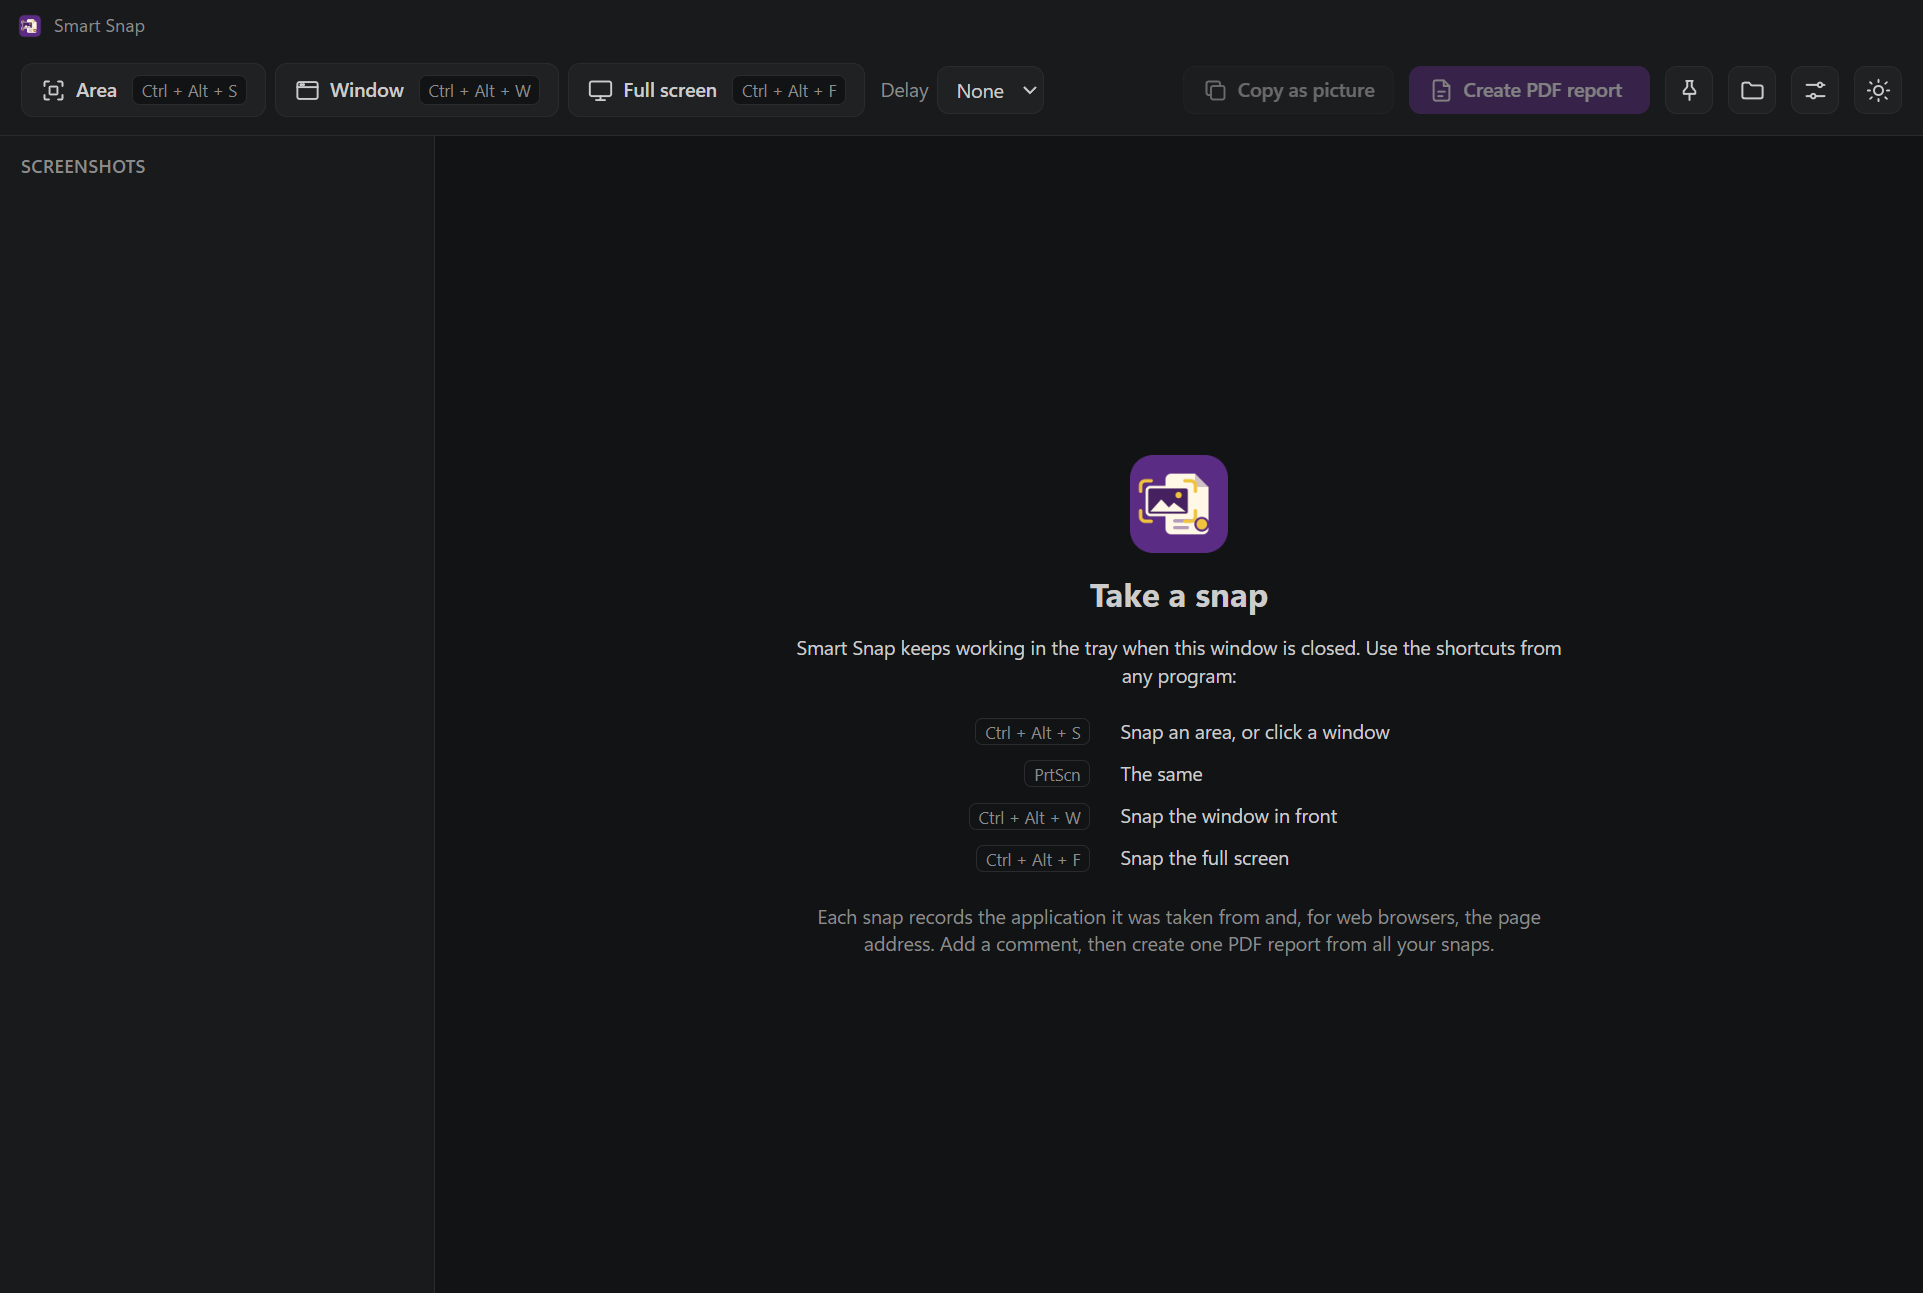 Smart Snap
Area Ctrl + Alt + S Window Ctrl + Alt + W Full screen Ctrl + Alt + F Delay None Copy as picture Create PDF report
SCREENSHOTS
Take a snap
Smart Snap keeps working in the tray when this window is closed. Use the shortcuts from
any program:
Ctrl + Alt + S Snap an area, or click a window
PrtScn The same
Ctrl + Alt + W Snap the window in front
Ctrl + Alt + F Snap the full screen
Each snap records the application it was taken from and, for web browsers, the page
address. Add a comment, then create one PDF report from all your snaps.